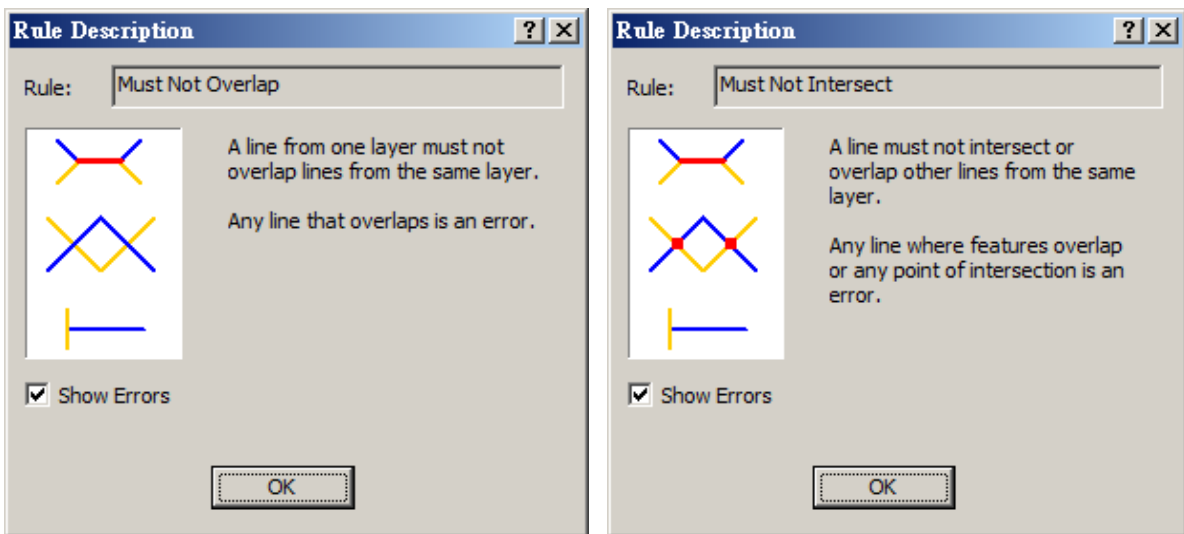 Rule Description
Rule: Must Not Overlap
A line from one layer must not
overlap lines from the same layer.
Any line that overlaps is an error.
Show Errors
OK
Rule Description
Rule: Must Not Intersect
A line must not intersect or
overlap other lines from the same
layer.
Any line where features overlap
or any point of intersection is an
error.
Show Errors
OK